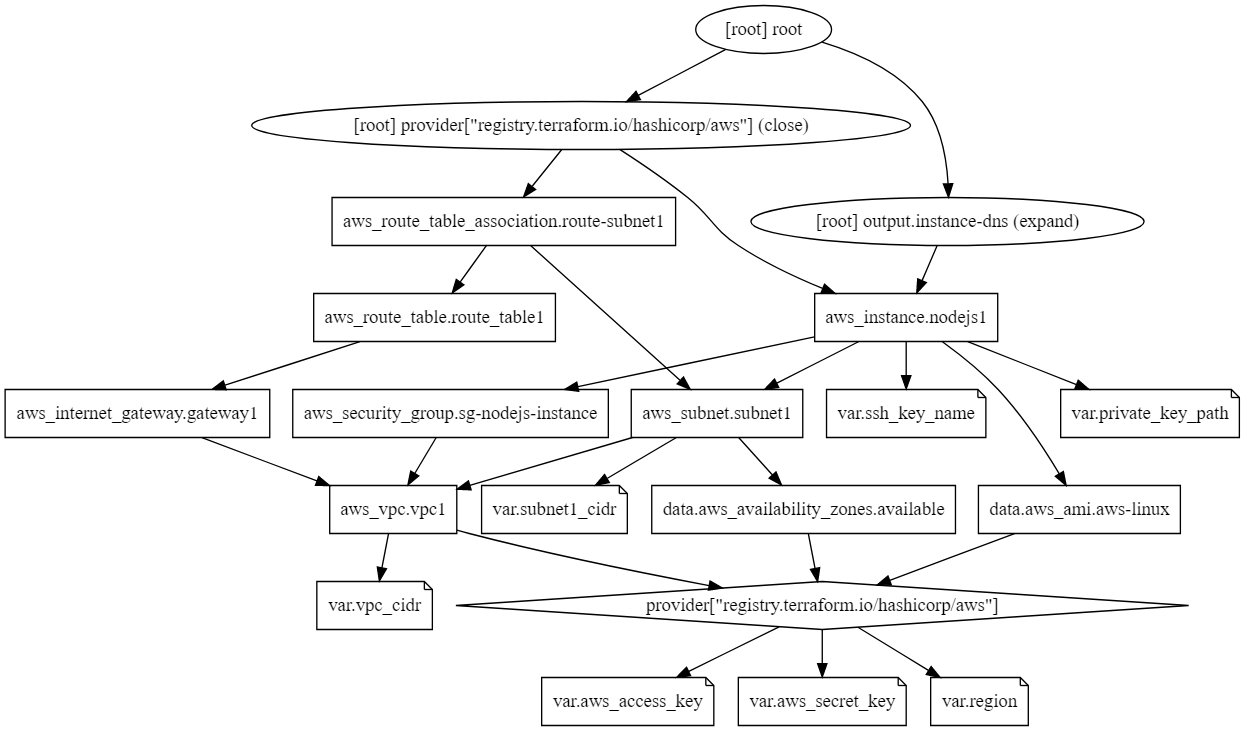 [root] root
[root] provider["registry.terraform.io/hashicorp/aws"] (close)
aws_route_table_association.route-subnet1
[root] output.instance-dns (expand)
aws_route_table.route_table1
aws_instance.nodejs1
aws_internet_gateway.gateway1
aws_security_group.sg-nodejs-instance
aws_subnet.subnet1
var.ssh_key_name
var.private_key_path
aws_vpc.vpc1
var.subnet1_cidr
data.aws_availability_zones.available
data.aws_ami.aws-linux
var.vpc_cidr
provider["registry.terraform.io/hashicorp/aws"]
var.aws_access_key
var.aws_secret_key
var.region